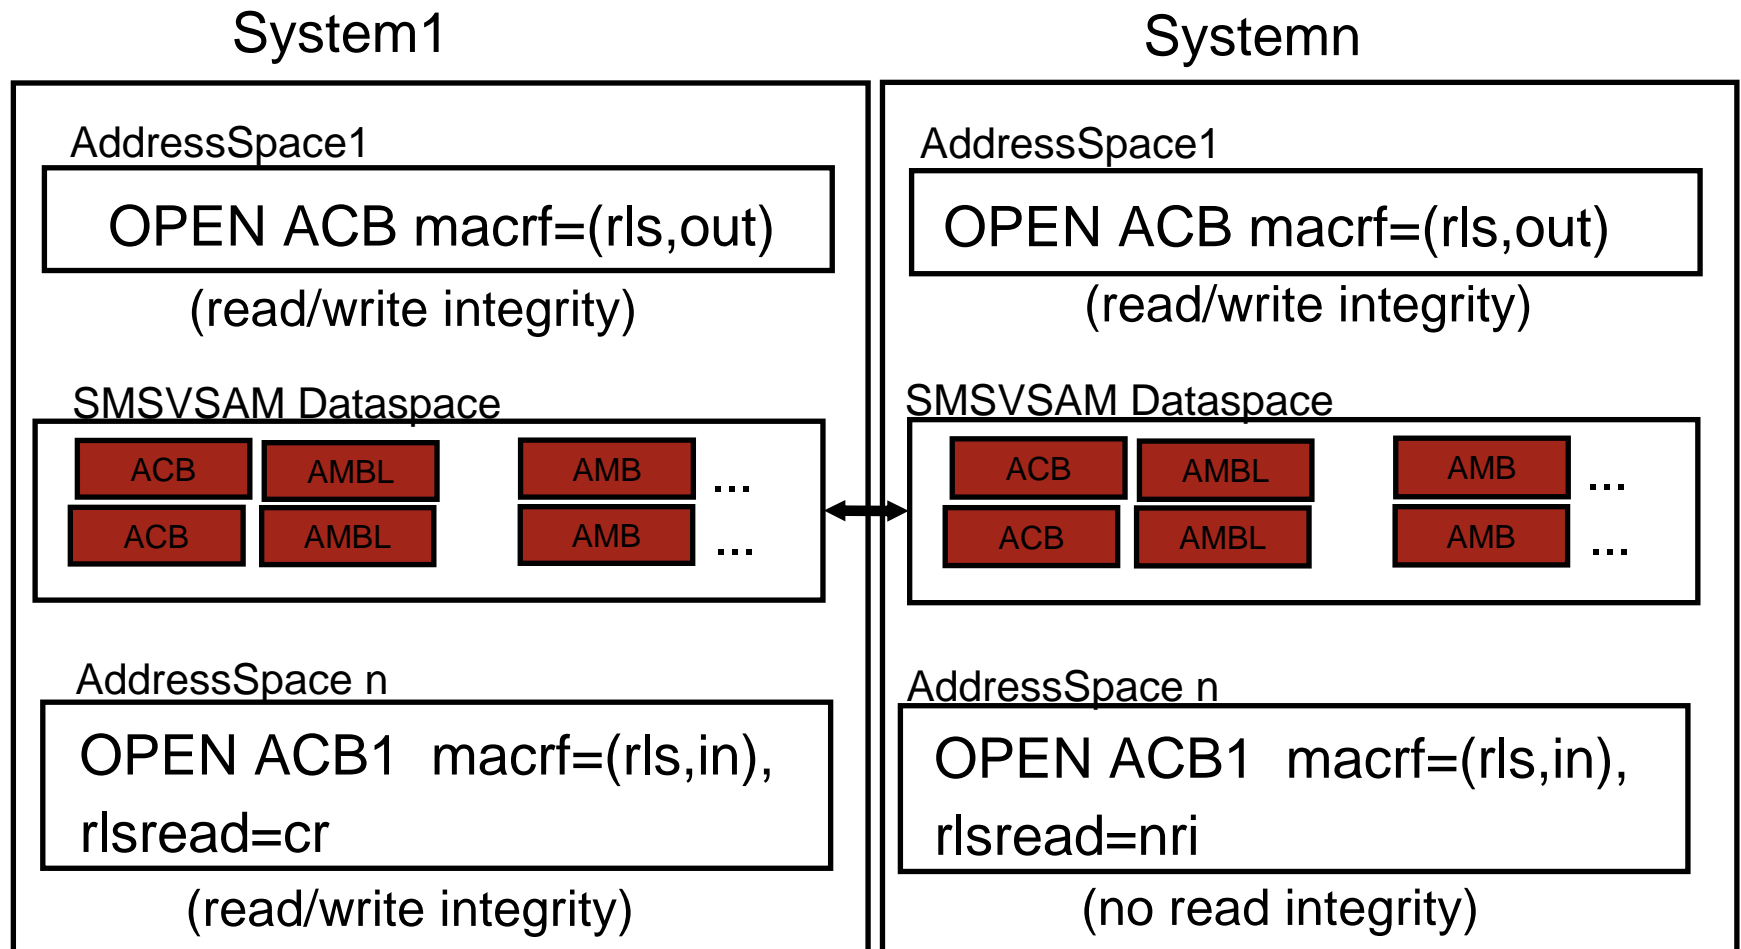 System1
AddressSpace1
OPEN ACB macrf=(rls,out)
(read/write integrity)
SMSVSAM Dataspace
ACB AMBL AMB ...
ACB AMBL AMB ...
AddressSpace n
OPEN ACB1 macrf=(rls,in),
rlsread=cr
(read/write integrity)
Systemn
AddressSpace1
OPEN ACB macrf=(rls,out)
(read/write integrity)
SMSVSAM Dataspace
ACB AMBL AMB ...
ACB AMBL AMB ...
AddressSpace n
OPEN ACB1 macrf=(rls,in),
rlsread=nri
(no read integrity)